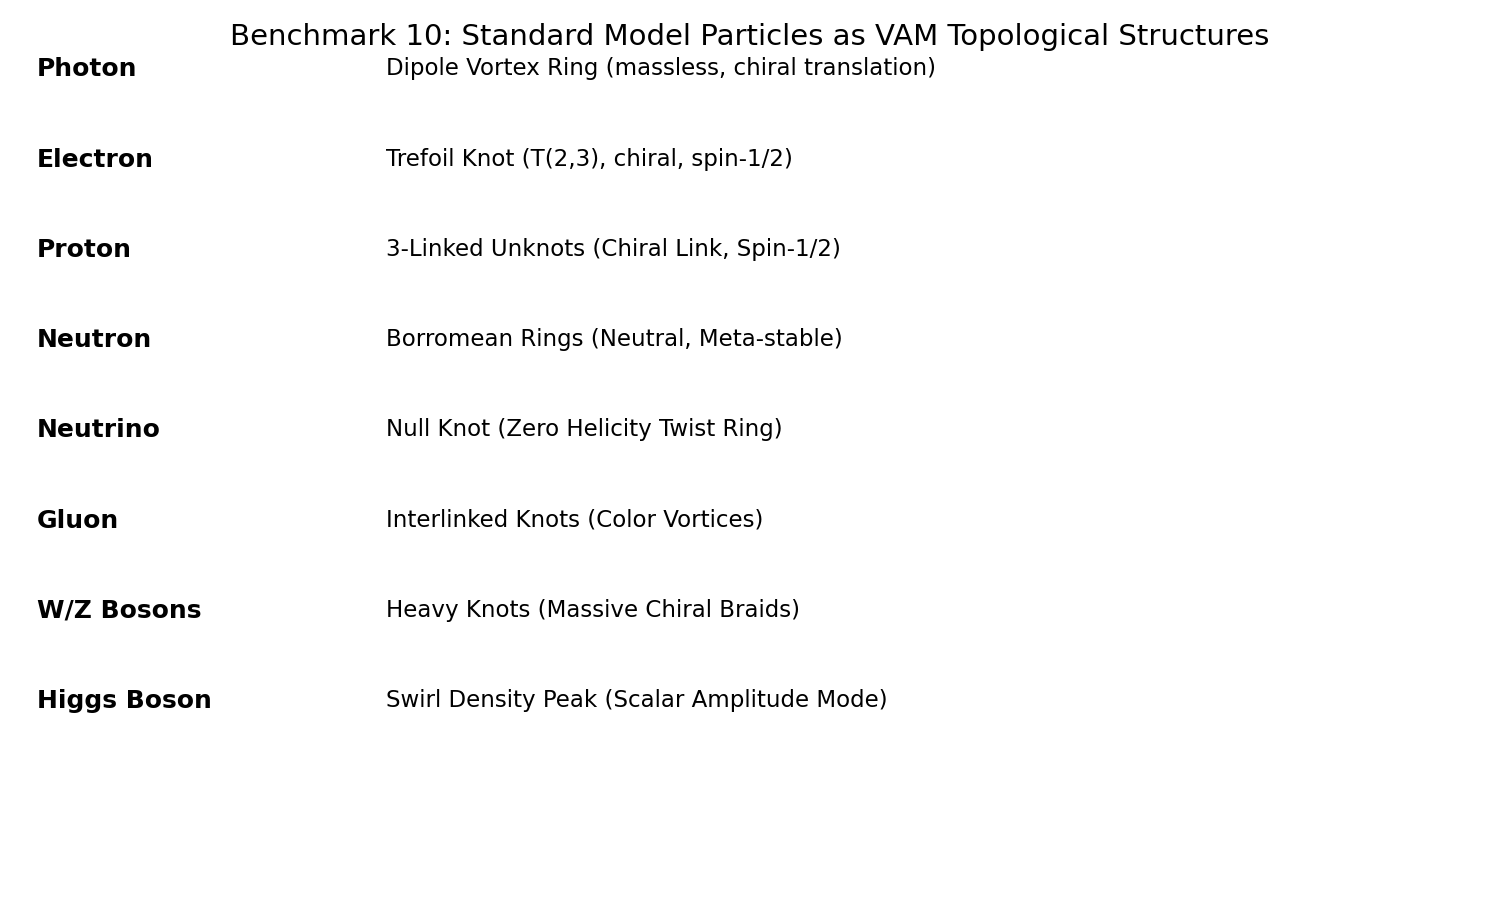 Benchmark 10: Standard Model Particles as VAM Topological Structures
Photon Dipole Vortex Ring (massless, chiral translation)
Electron Trefoil Knot (T(2,3), chiral, spin-1/2)
Proton 3-Linked Unknots (Chiral Link, Spin-1/2)
Neutron Borromean Rings (Neutral, Meta-stable)
Neutrino Null Knot (Zero Helicity Twist Ring)
Gluon Interlinked Knots (Color Vortices)
W/Z Bosons Heavy Knots (Massive Chiral Braids)
Higgs Boson Swirl Density Peak (Scalar Amplitude Mode)